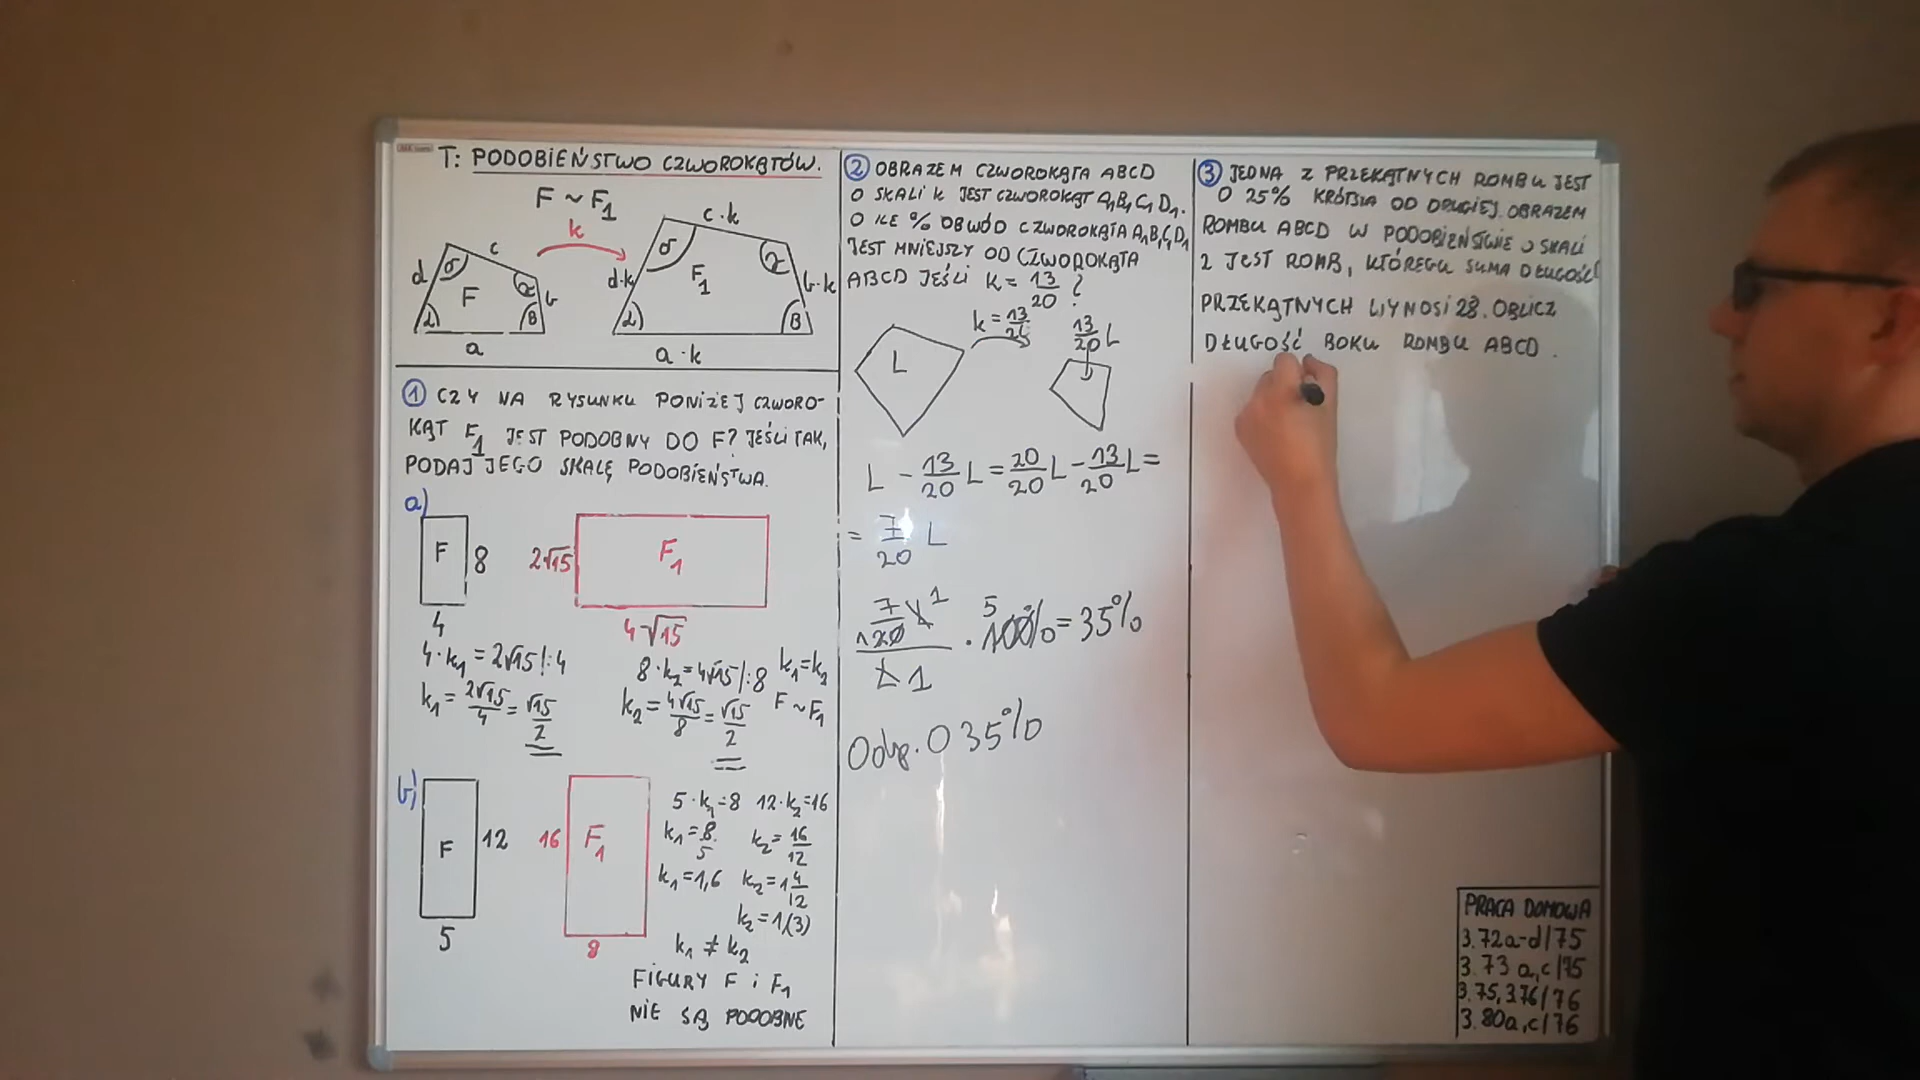 T: PODOBIEŃSTWO CZWOROKĄTÓW.
F ~ F₁
k
d
c
b
a
F
δ
γ
α
β
c·k
d·k
b·k
a·k
F₁
δ
γ
α
β
① CZY NA RYSUNKU PONIŻEJ CZWORO-
KĄT F₁ JEST PODOBNY DO F? JEŚLI TAK,
PODAJ JEGO SKALĘ PODOBIEŃSTWA.
a)
F
8
4
2√15
F₁
4√15
4·k₁ = 2√15 /:4
k₁ = 2√15/4 = √15/2
8·k₂ = 4√15 /:8
k₂ = 4√15/8 = √15/2
k₁ = k₂
F ~ F₁
b)
F
12
5
16
F₁
8
5·k₁ = 8
k₁ = 8/5
k₁ = 1,6
12·k₂ = 16
k₂ = 16/12
k₂ = 1 4/12
k₂ = 1,(3)
k₁ ≠ k₂
FIGURY F i F₁
NIE SĄ PODOBNE
② OBRAZEM CZWOROKĄTA ABCD
O SKALI k JEST CZWOROKĄT A₁B₁C₁D₁.
O ILE % OBWÓD CZWOROKĄTA A₁B₁C₁D₁
JEST MNIEJSZY OD CZWOROKĄTA
ABCD JEŚLI k = 13/20 ?
L
k = 13/20
13/20 L
L - 13/20 L = 20/20 L - 13/20 L =
= 7/20 L
7/20 L 1
1
L 1
· 100% = 35%
5
Odp. O 35%
③ JEDNA Z PRZEKĄTNYCH ROMBU JEST
O 25% KRÓTSZA OD DRUGIEJ. OBRAZEM
ROMBU ABCD W PODOBIEŃSTWIE O SKALI
2 JEST ROMB, KTÓREGO SUMA DŁUGOŚCI
PRZEKĄTNYCH WYNOSI 28. OBLICZ
DŁUGOŚĆ BOKU ROMBU ABCD.
PRACA DOMOWA
3.72a-d/75
3.73 a,c/75
3.75, 3.76/76
3.80a,c/76